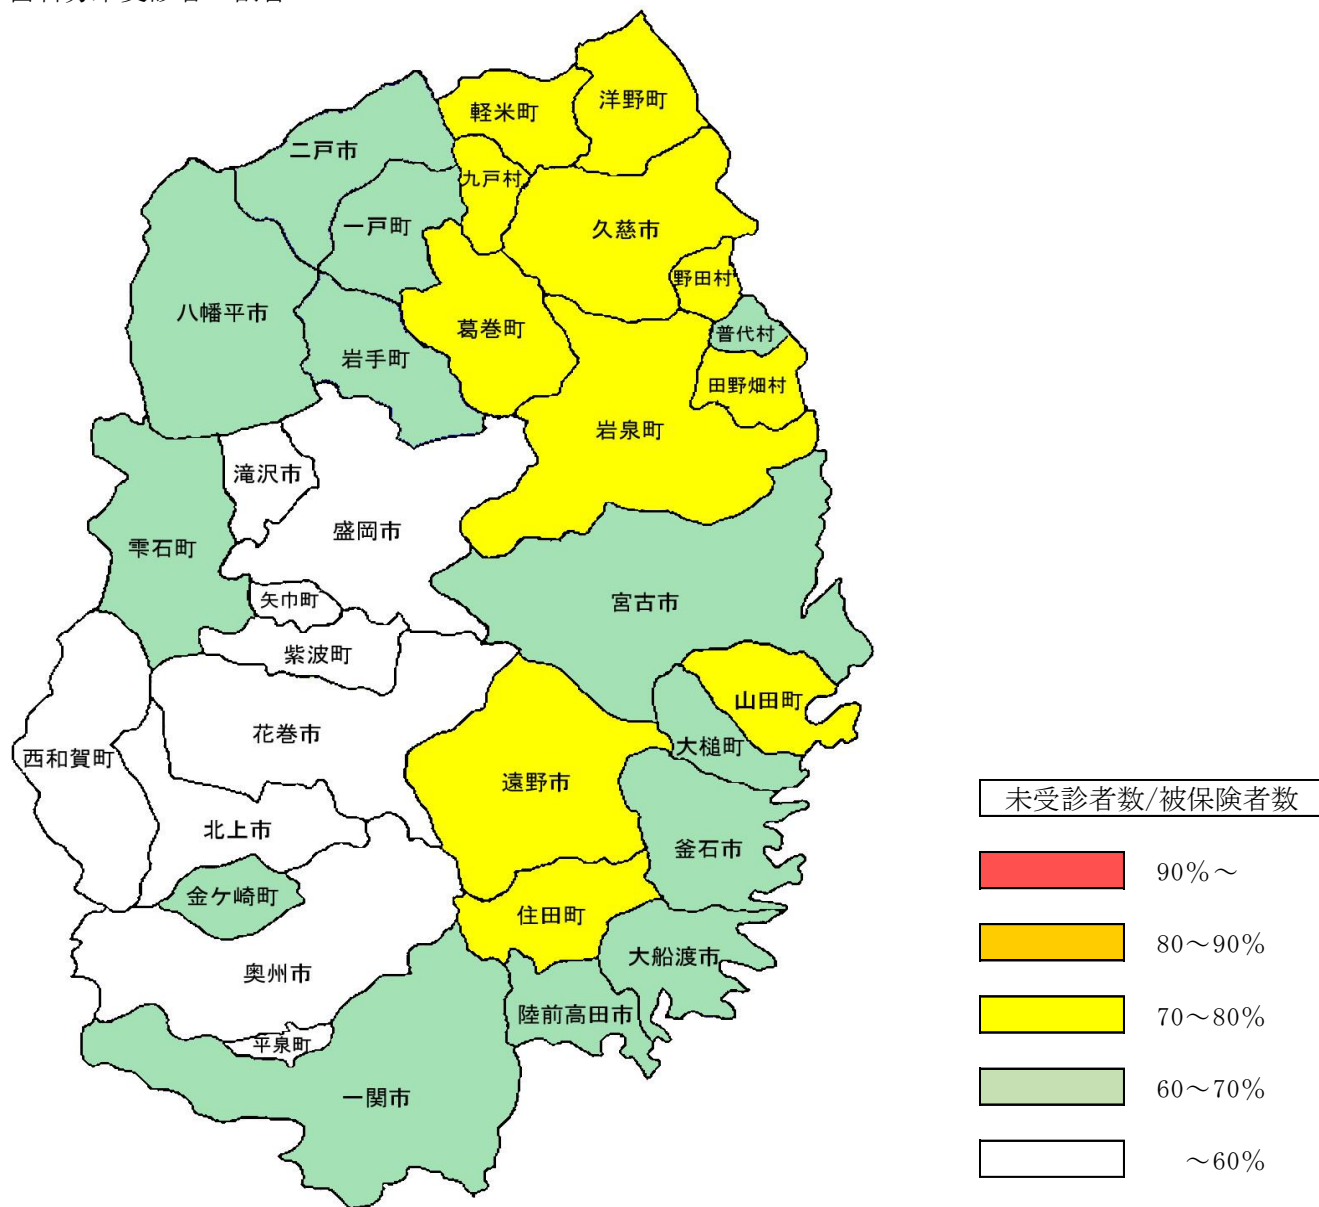 洋野町
軽米町
二戸市
九戸村
一戸町
久慈市
野田村
八幡平市
葛巻町
普代村
岩手町
田野畑村
岩泉町
滝沢市
盛岡市
雫石町
矢巾町
宮古市
紫波町
山田町
花巻市
大槌町
西和賀町
遠野市
北上市
釜石市
金ケ崎町
住田町
大船渡市
奥州市
陸前高田市
平泉町
一関市
未受診者数/被保険者数
90%～
80～90%
70～80%
60～70%
～60%